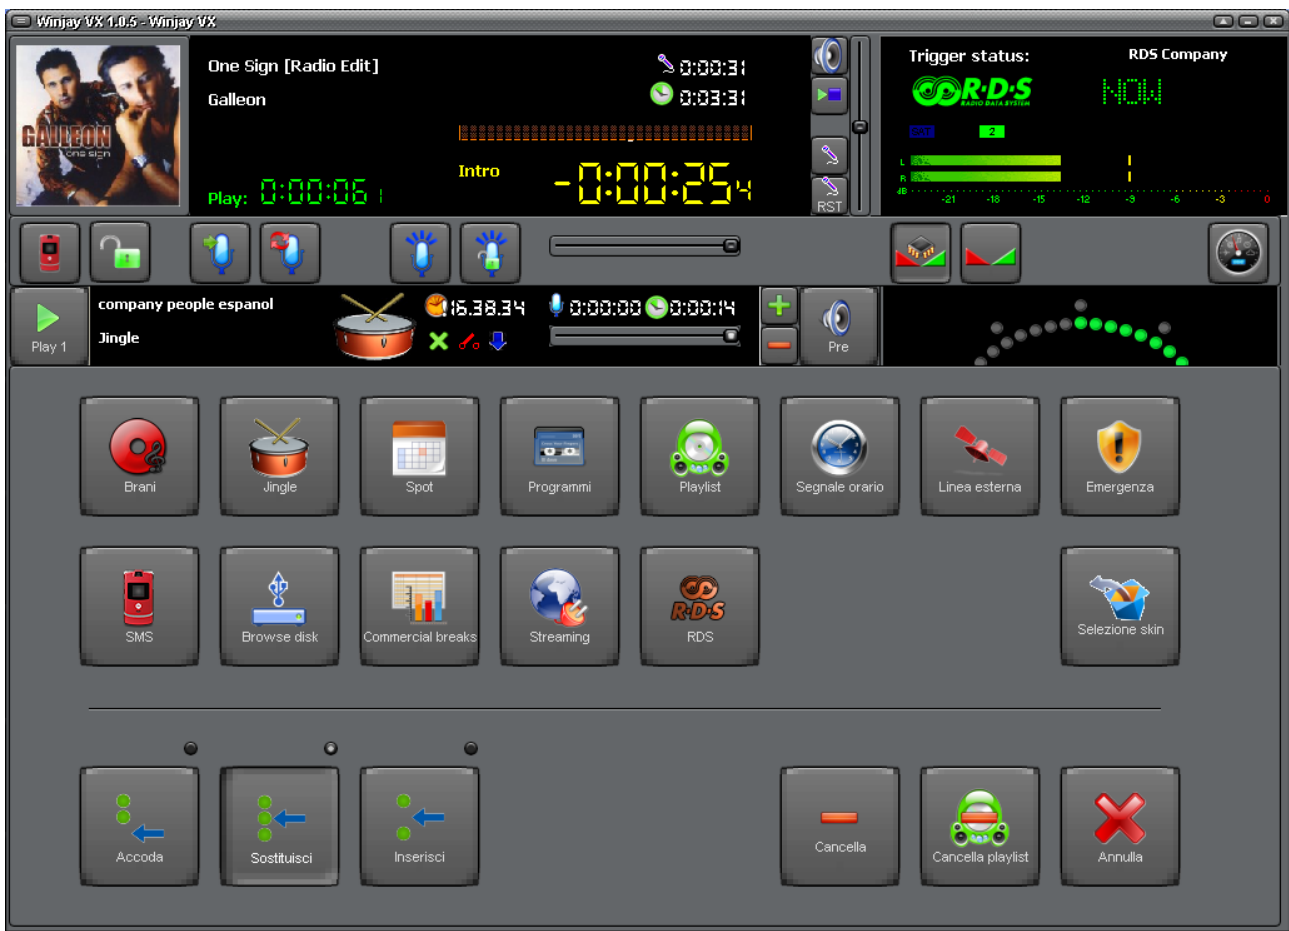 Winjay VX 1.0.5 - Winjay VX
GALLEON
one sign
One Sign [Radio Edit]
0:00:31
Galleon
0:03:31
Intro
-0:00:25 4
Play: 0:00:06 1
RST
Trigger status:
RDS Company
R·D·S
RADIO DATA SYSTEM
NOW
2
L
R
dB
-21 -18 -15 -12 -9 -6 -3 0
Play 1
company people espanol
Jingle
16.38.34
0:00:00
0:00:14
Pre
Brani
Jingle
Spot
Programmi
Playlist
Segnale orario
Linea esterna
Emergenza
SMS
Browse disk
Commercial breaks
Streaming
R·D·S
RDS
Selezione skin
Accoda
Sostituisci
Inserisci
Cancella
Cancella playlist
Annulla